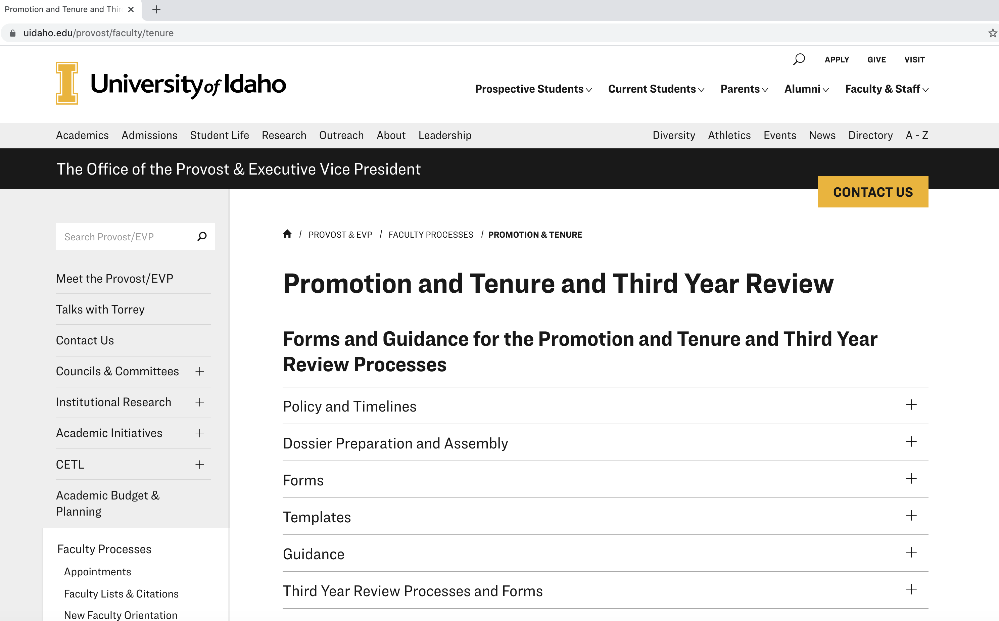 Promotion and Tenure and Thir
uidaho.edu/provost/faculty/tenure
APPLY GIVE VISIT
I University of Idaho
Prospective Students Current Students Parents Alumni Faculty & Staff
Academics Admissions Student Life Research Outreach About Leadership Diversity Athletics Events News Directory A - Z
The Office of the Provost & Executive Vice President
CONTACT US
Search Provost/EVP
Meet the Provost/EVP
Talks with Torrey
Contact Us
Councils & Committees
Institutional Research
Academic Initiatives
CETL
Academic Budget &
Planning
Faculty Processes
Appointments
Faculty Lists & Citations
New Faculty Orientation
/ PROVOST & EVP / FACULTY PROCESSES / PROMOTION & TENURE
Promotion and Tenure and Third Year Review
Forms and Guidance for the Promotion and Tenure and Third Year
Review Processes
Policy and Timelines
Dossier Preparation and Assembly
Forms
Templates
Guidance
Third Year Review Processes and Forms